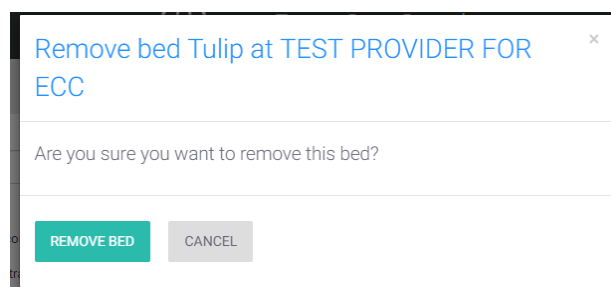 Remove bed Tulip at TEST PROVIDER FOR
ECC
×
Are you sure you want to remove this bed?
REMOVE BED
CANCEL